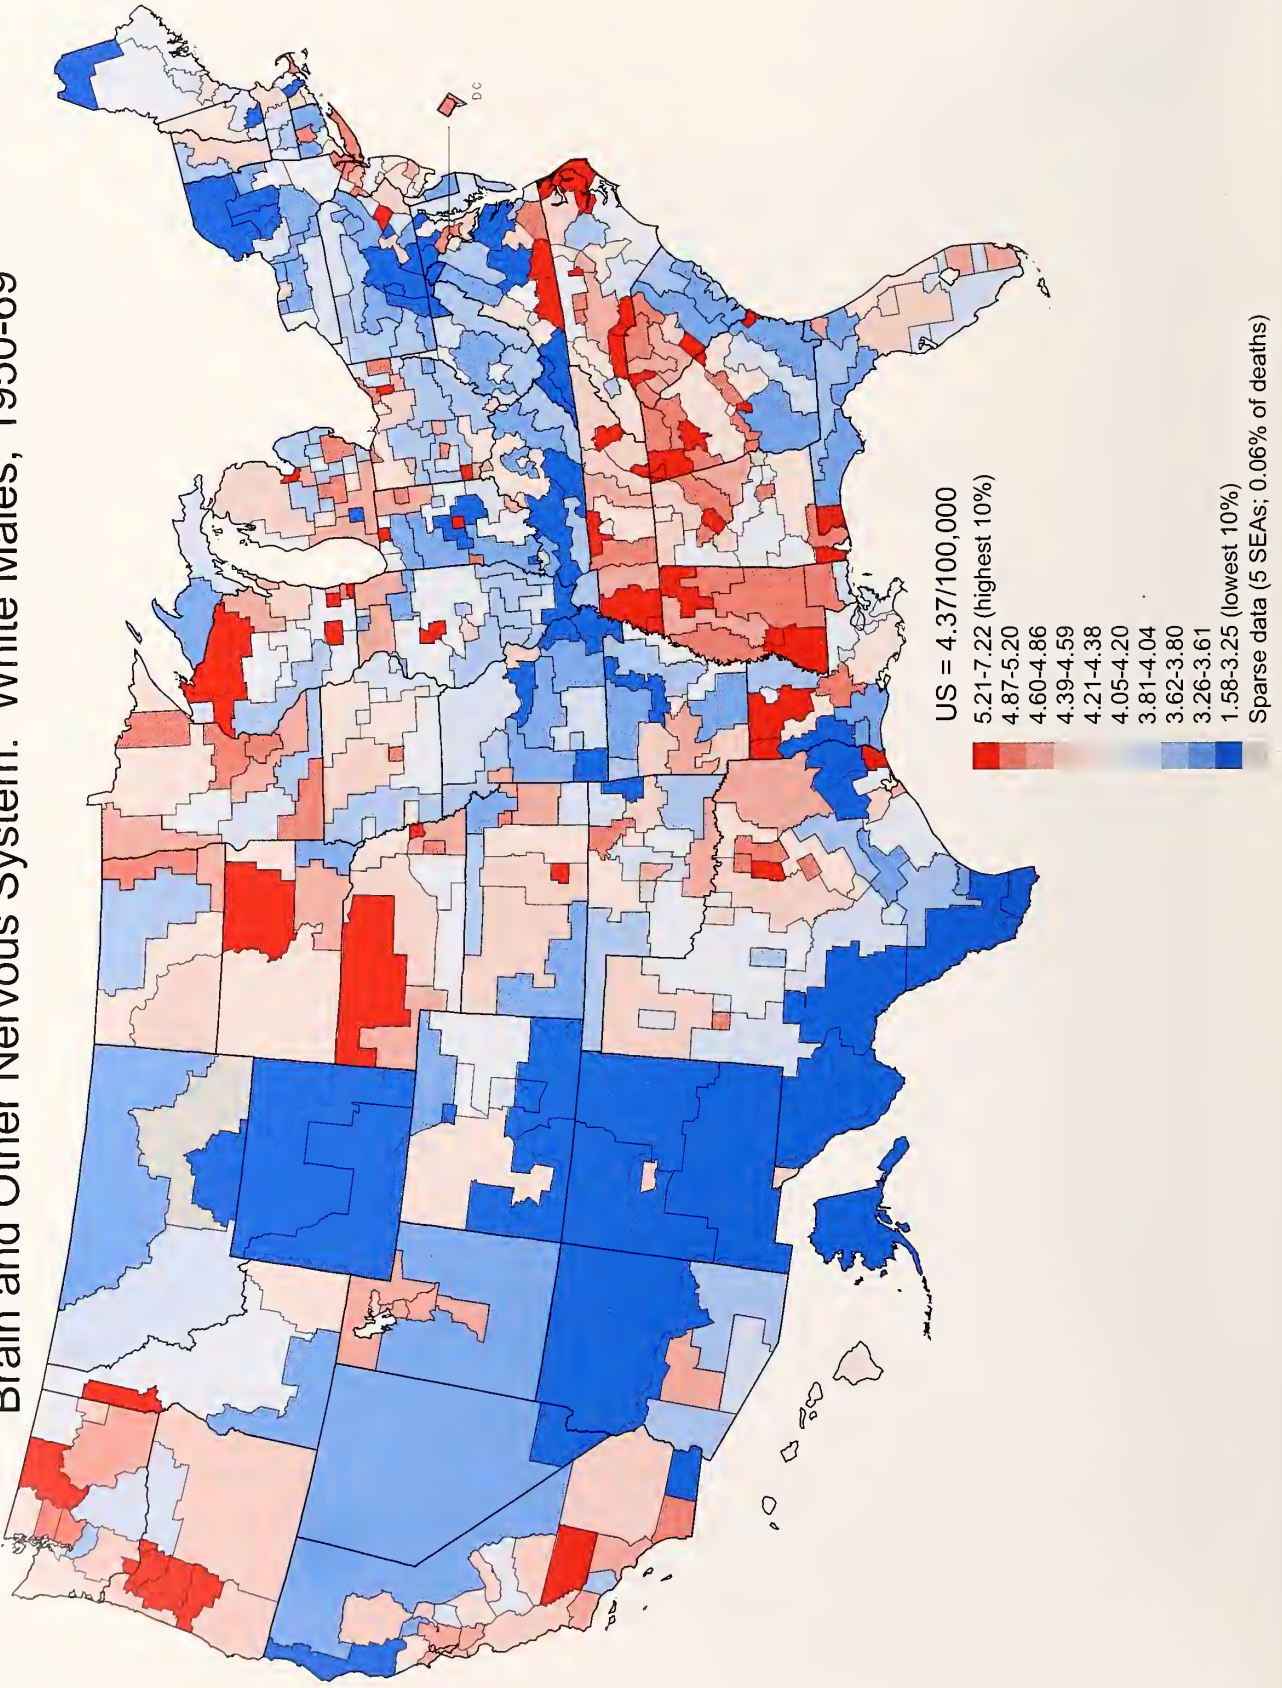 Brain and Other Nervous System: White Males, 1950-69
DC
US = 4.37/100,000
5.21-7.22 (highest 10%)
4.87-5.20
4.60-4.86
4.39-4.59
4.21-4.38
4.05-4.20
3.81-4.04
3.62-3.80
3.26-3.61
1.58-3.25 (lowest 10%)
Sparse data (5 SEAs; 0.06% of deaths)